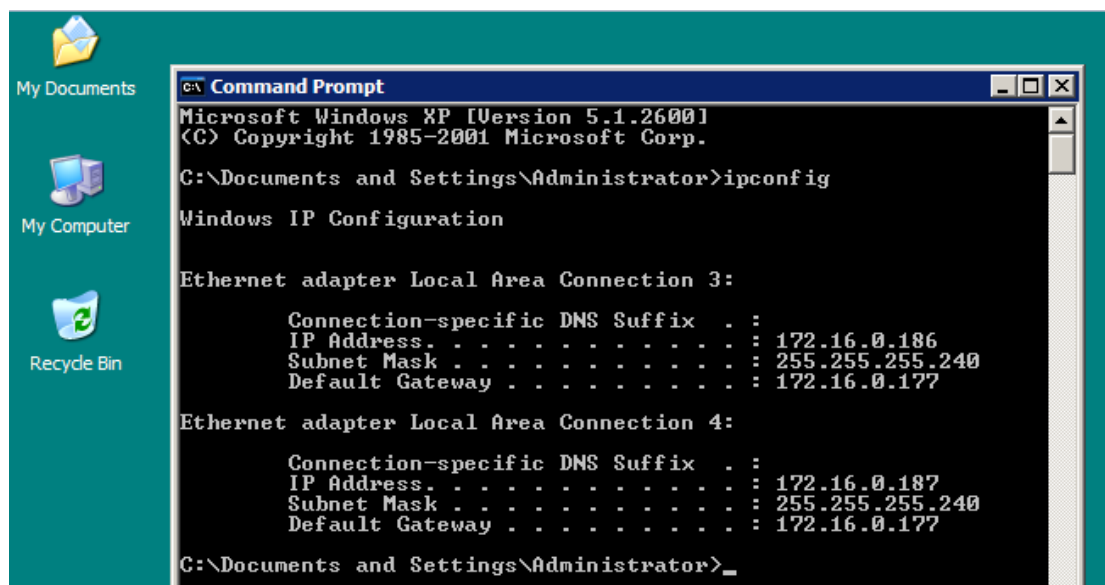 My Documents
My Computer
Recycle Bin
Command Prompt
Microsoft Windows XP [Version 5.1.2600]
(C) Copyright 1985-2001 Microsoft Corp.
C:\Documents and Settings\Administrator>ipconfig
Windows IP Configuration
Ethernet adapter Local Area Connection 3:
Connection-specific DNS Suffix  . :
IP Address. . . . . . . . . . . . : 172.16.0.186
Subnet Mask . . . . . . . . . . . : 255.255.255.240
Default Gateway . . . . . . . . . : 172.16.0.177
Ethernet adapter Local Area Connection 4:
Connection-specific DNS Suffix  . :
IP Address. . . . . . . . . . . . : 172.16.0.187
Subnet Mask . . . . . . . . . . . : 255.255.255.240
Default Gateway . . . . . . . . . : 172.16.0.177
C:\Documents and Settings\Administrator>_